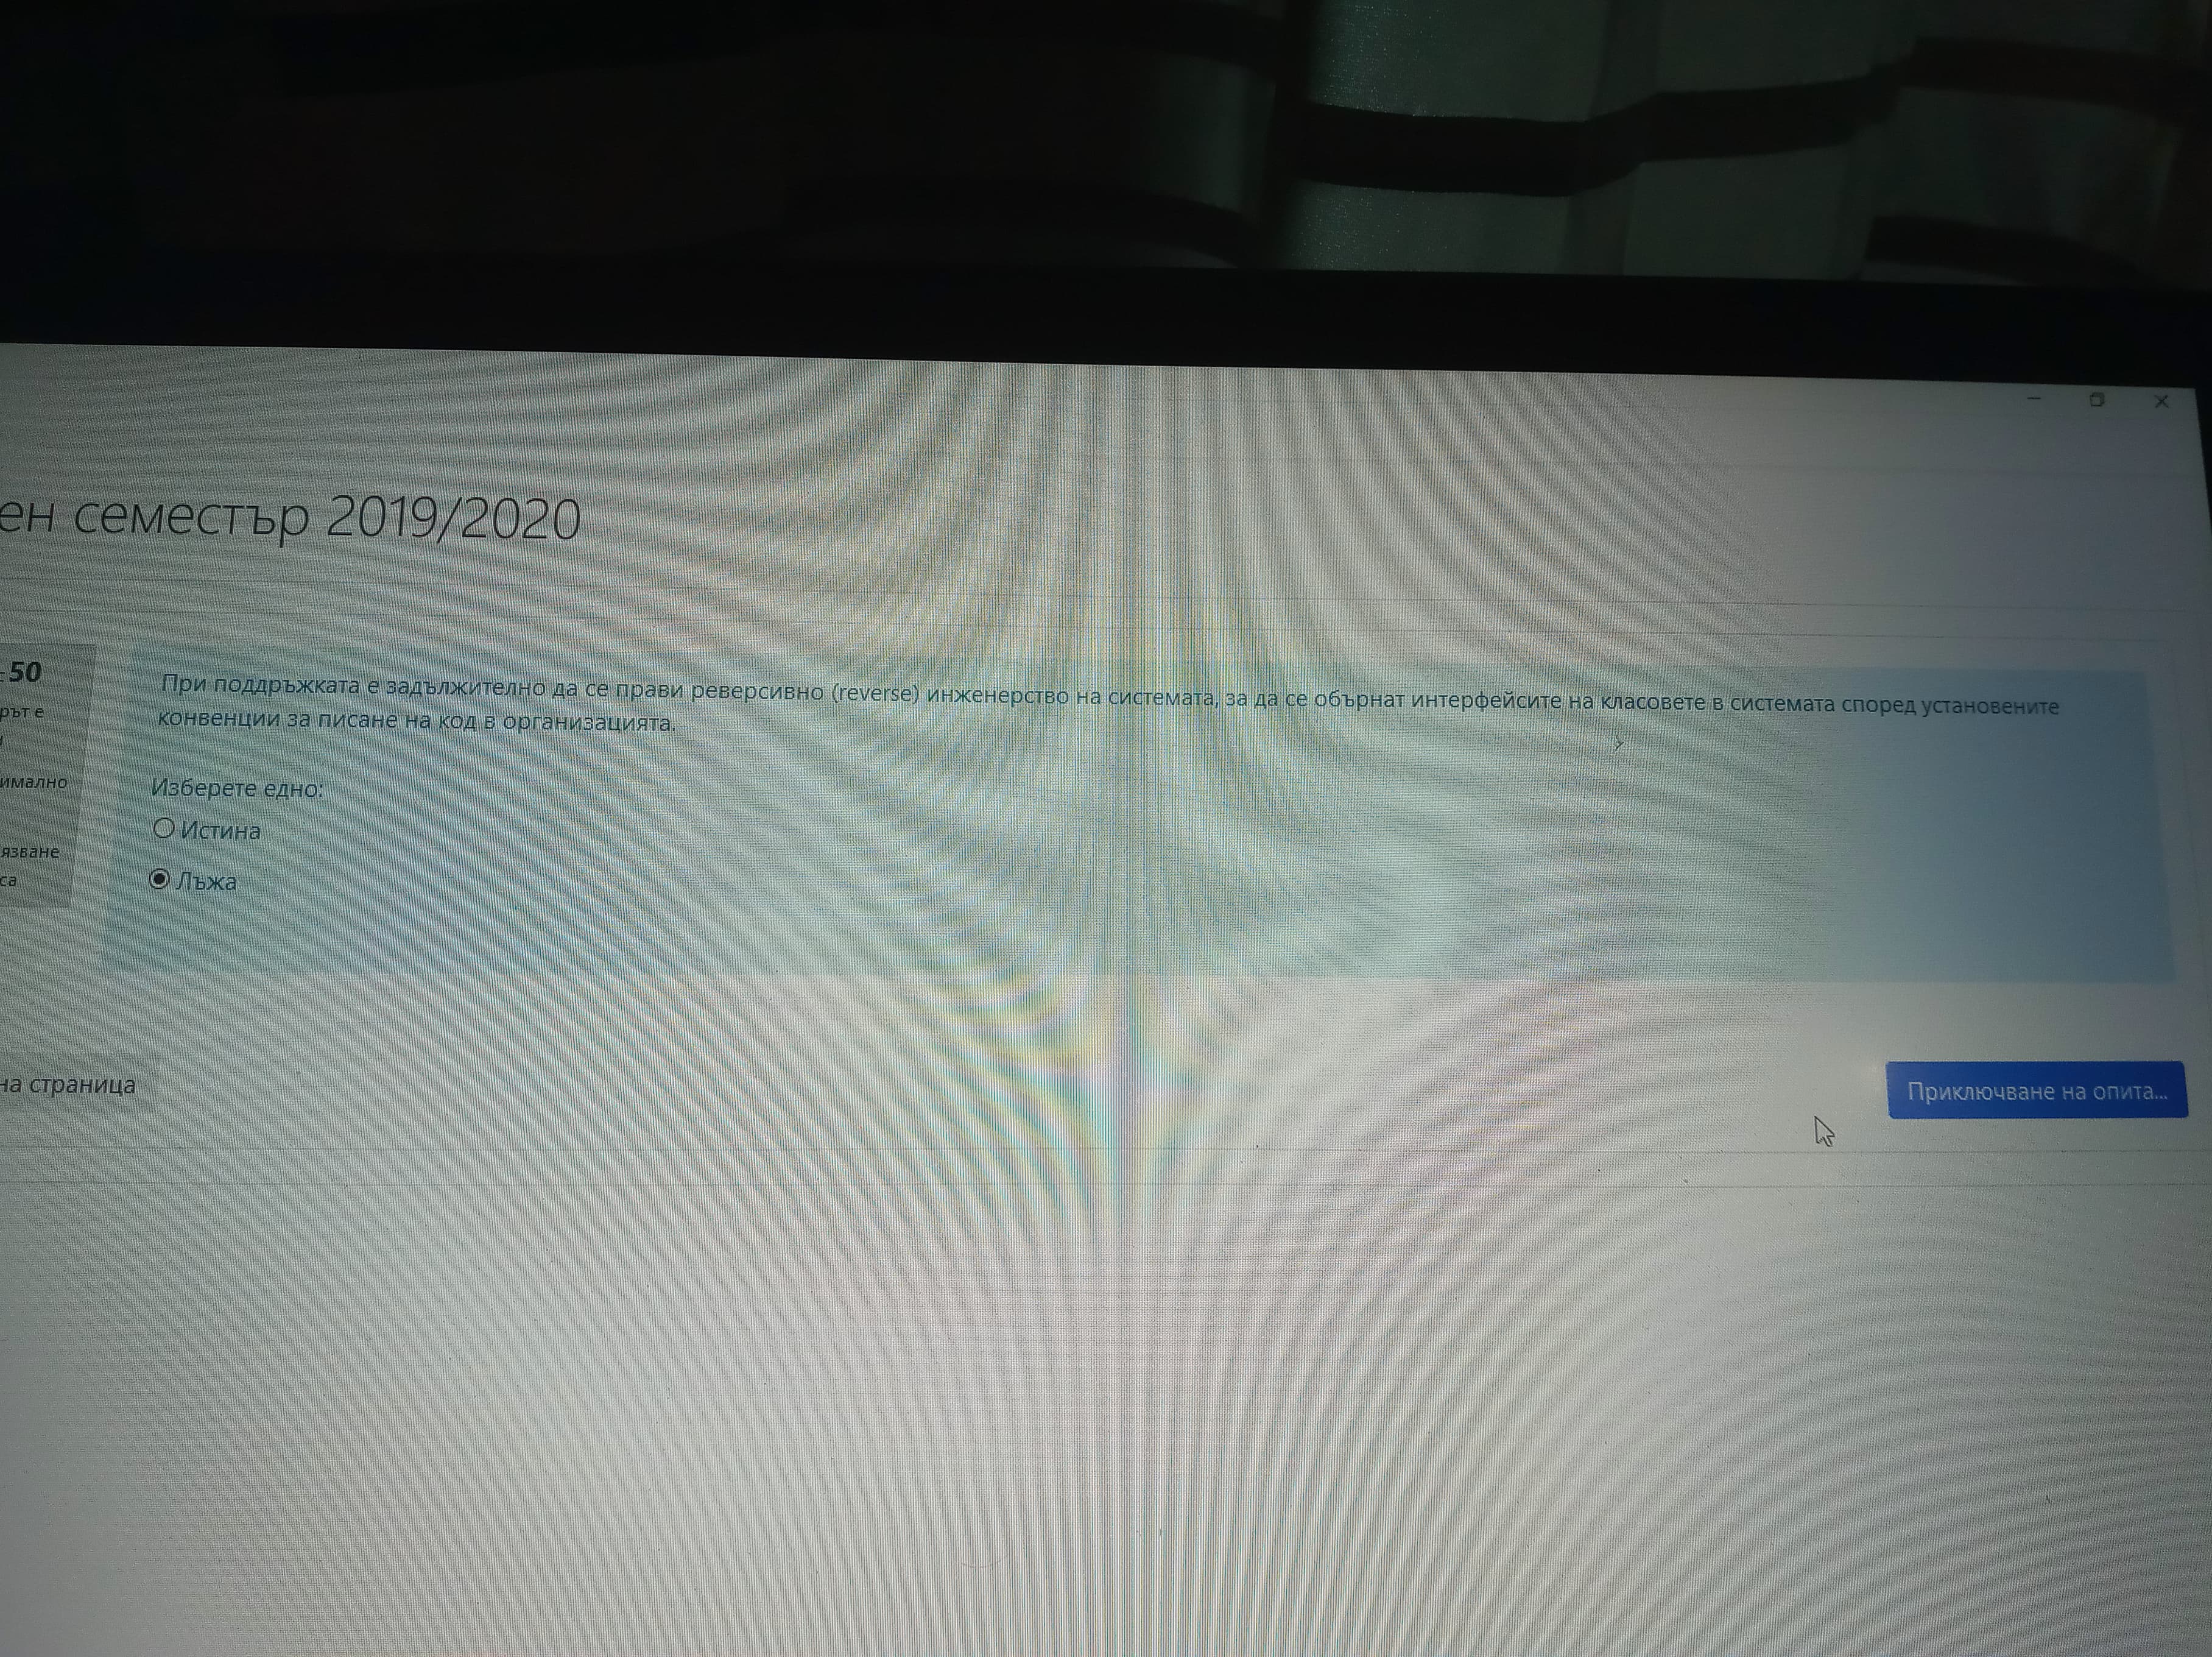 ен семестър 2019/2020
50
рът е
имално
язване
са
При поддръжката е задължително да се прави реверсивно (reverse) инженерство на системата, за да се обърнат интерфейсите на класовете в системата според установените
конвенции за писане на код в организацията.
Изберете едно:
Истина
Лъжа
на страница
Приключване на опита...